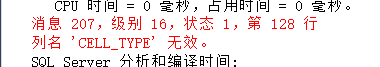 CPU 时间 = 0 毫秒，占用时间 = 0 毫秒。
消息 207，级别 16，状态 1，第 128 行
列名 'CELL_TYPE' 无效。
SQL Server 分析和编译时间: